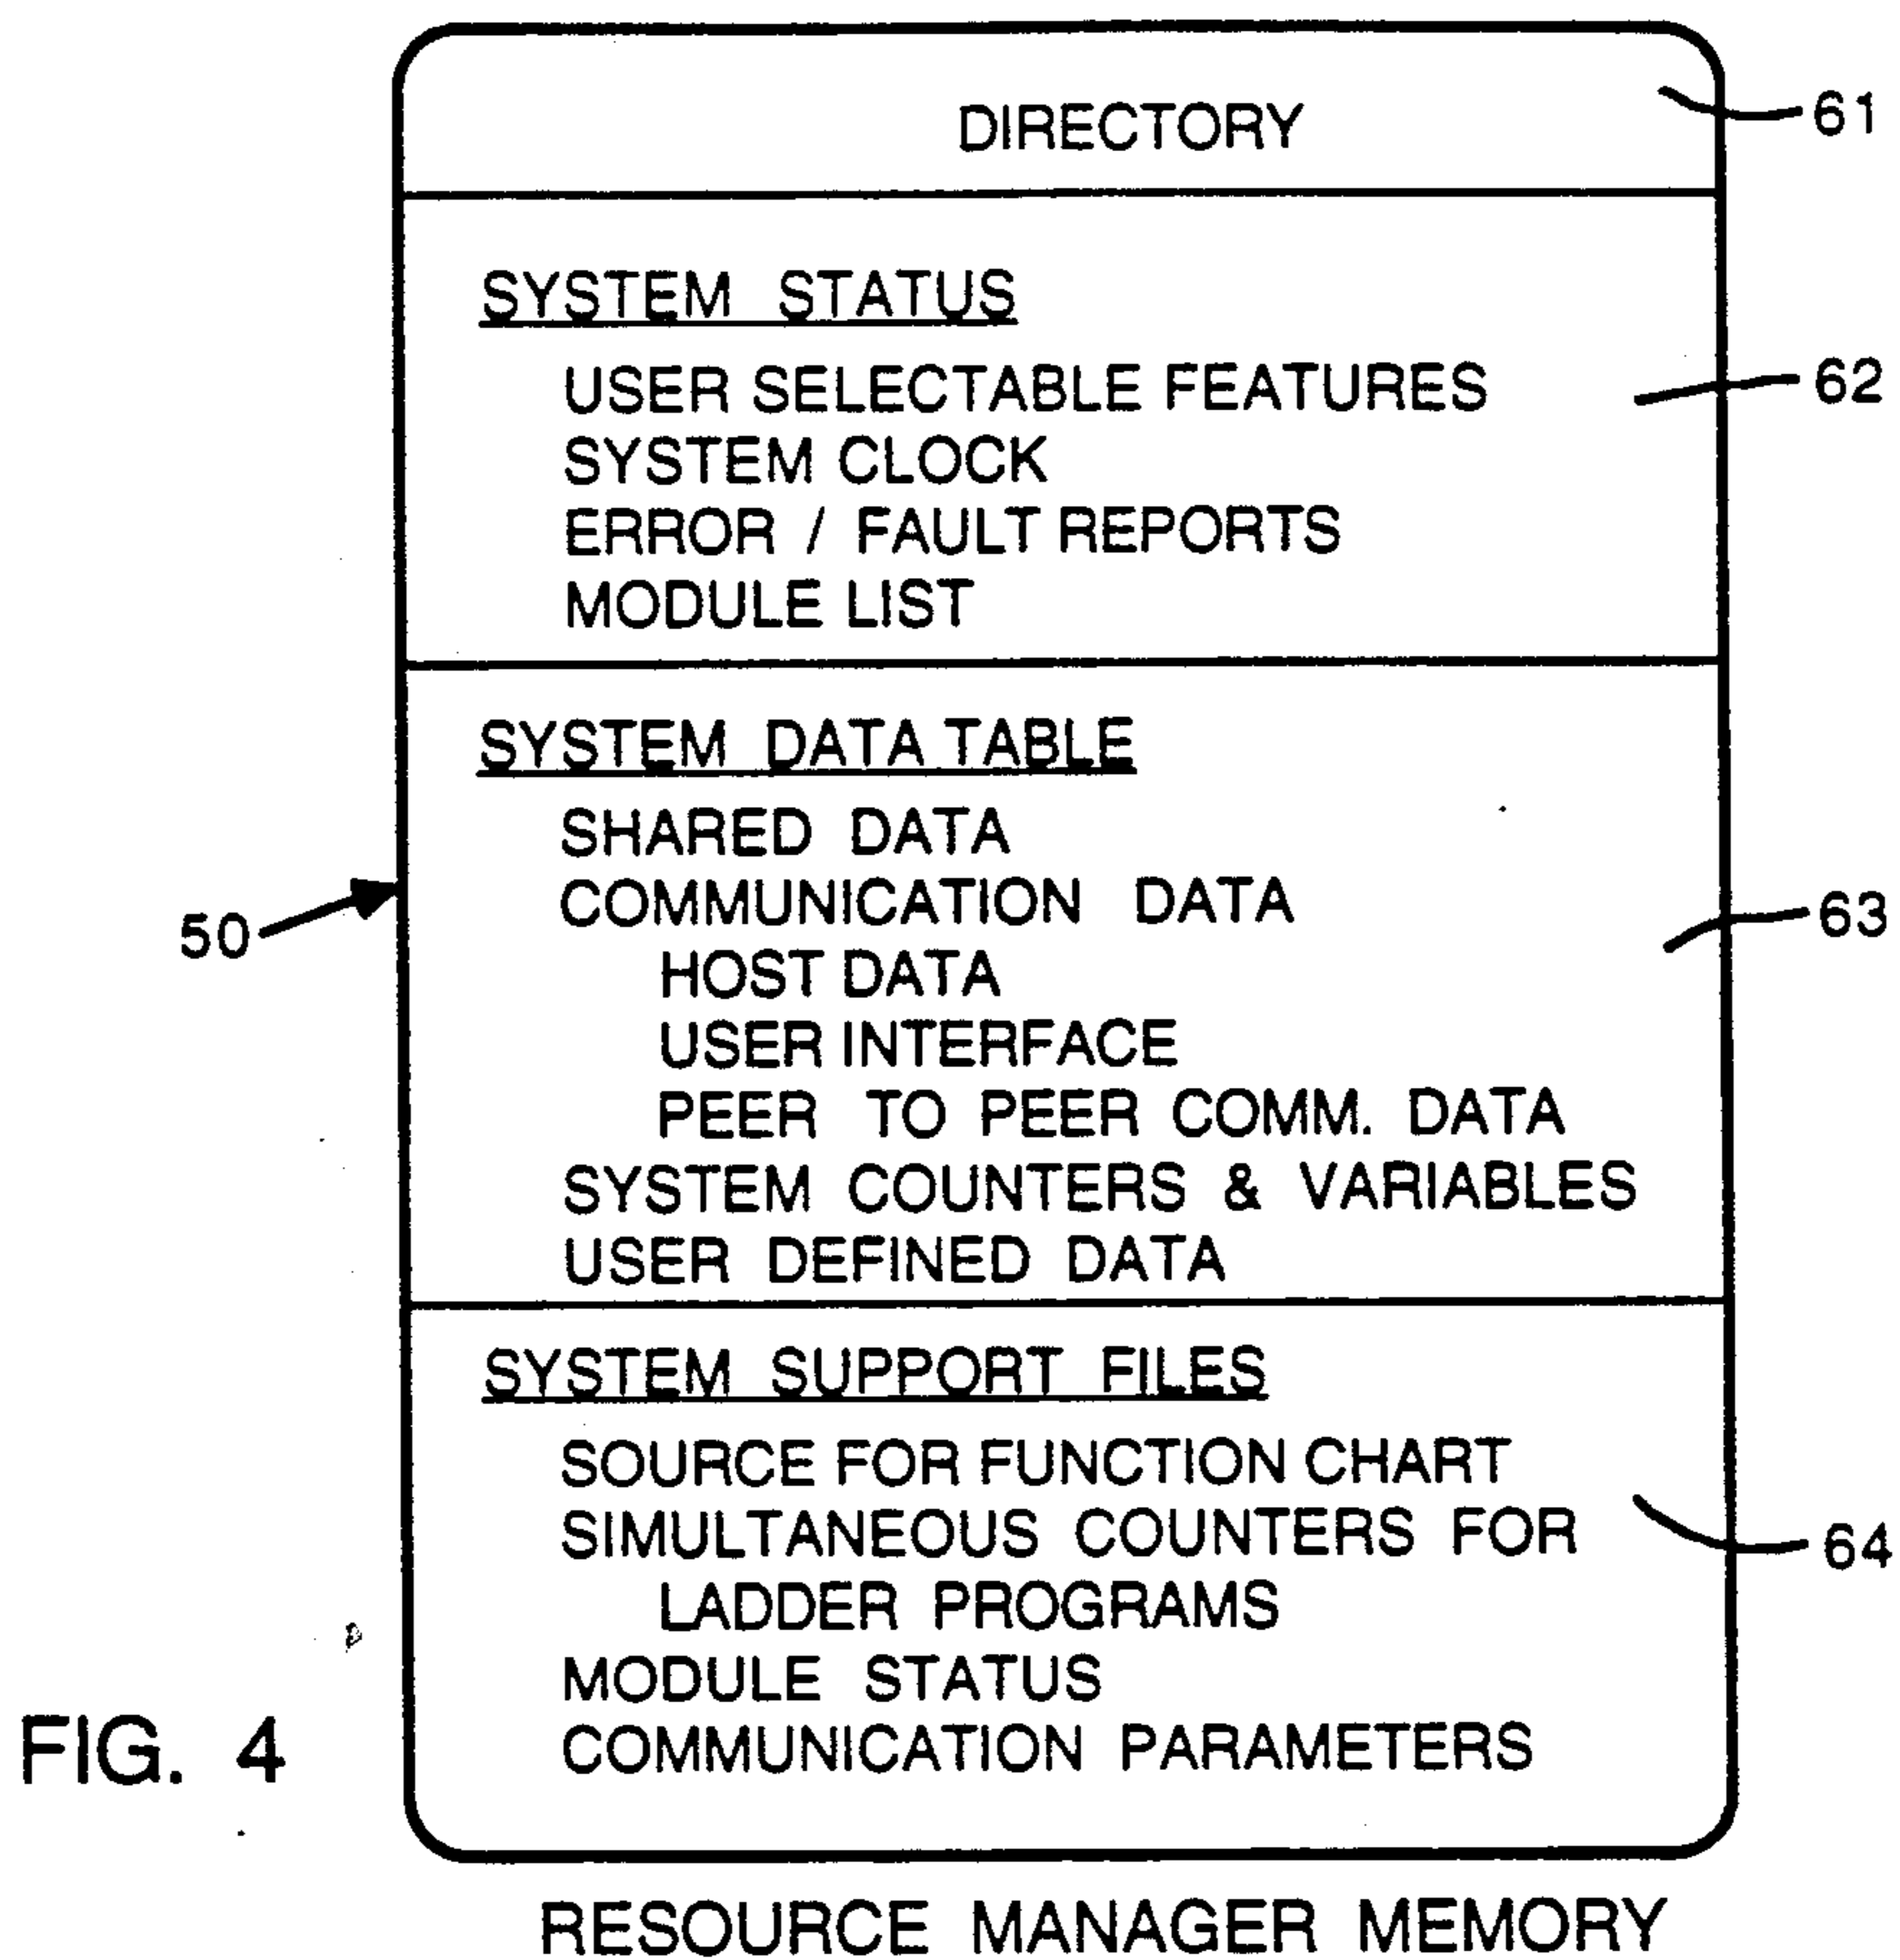 DIRECTORY
61
SYSTEM STATUS
USER SELECTABLE FEATURES
62
SYSTEM CLOCK
ERROR / FAULT REPORTS
MODULE LIST
SYSTEM DATA TABLE
SHARED DATA
COMMUNICATION DATA
50
63
HOST DATA
USER INTERFACE
PEER TO PEER COMM. DATA
SYSTEM COUNTERS & VARIABLES
USER DEFINED DATA
SYSTEM SUPPORT FILES
SOURCE FOR FUNCTION CHART
SIMULTANEOUS COUNTERS FOR
64
LADDER PROGRAMS
MODULE STATUS
COMMUNICATION PARAMETERS
FIG. 4
RESOURCE MANAGER MEMORY